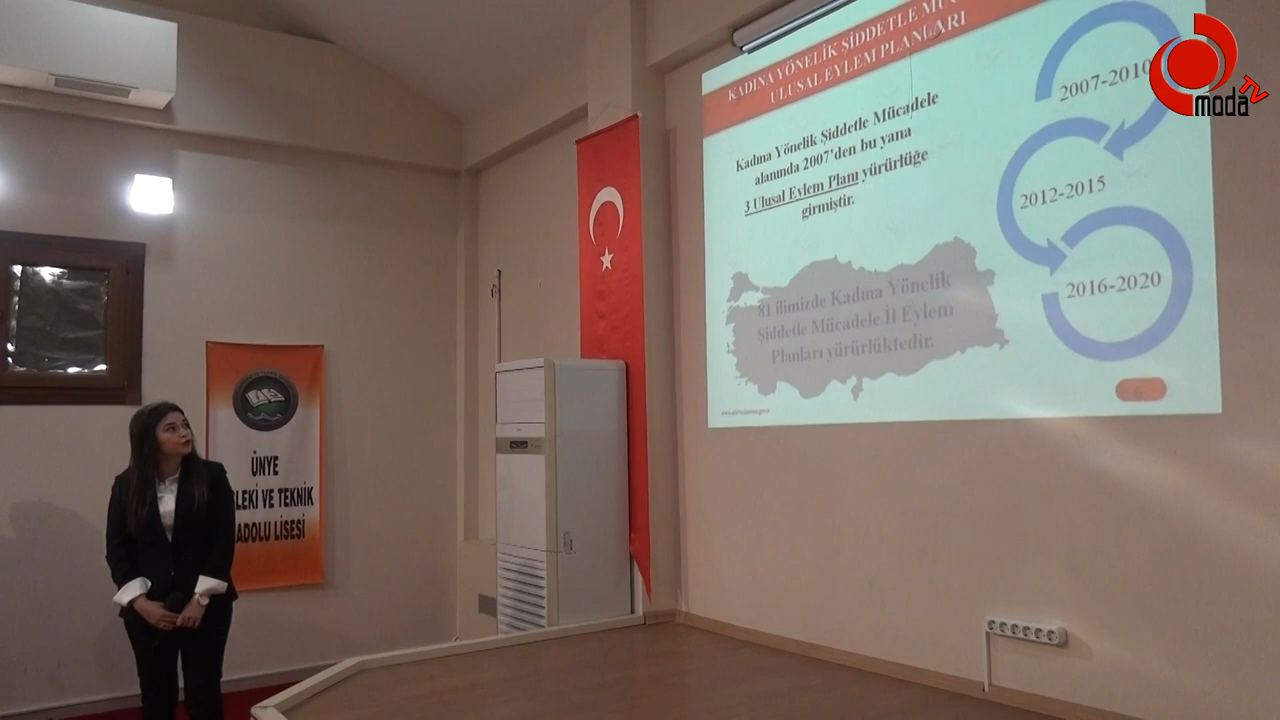 KADINA YÖNELİK ŞİDDETLE
ULUSAL EYLEM PLANLARI
Kadına Yönelik Şiddetle Mücadele
alanında 2007'den bu yana
3 Ulusal Eylem Planı yürürlüğe
girmiştir.
81 ilimizde Kadına Yönelik
Şiddetle Mücadele İl Eylem
Planları yürürlüktedir.
2007-2010
2012-2015
2016-2020
6
moda TV
ÜNYE
LEKİ VE TEKNİK
ADOLU LİSESİ